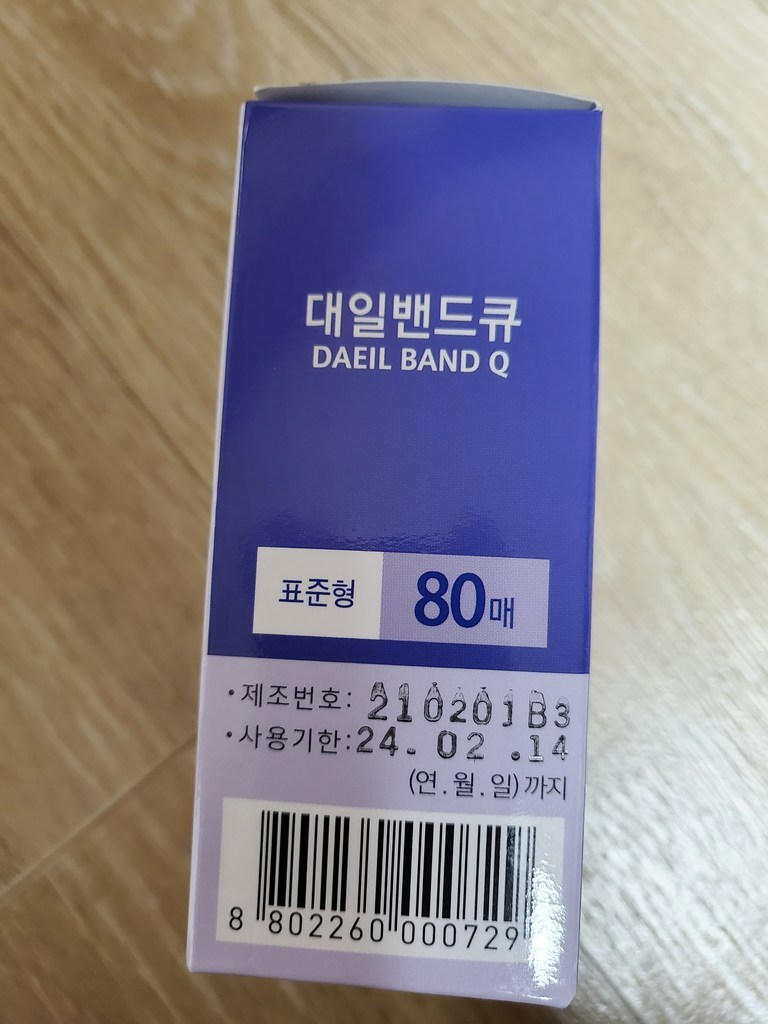 대일밴드큐
DAEIL BAND Q
표준형 80매
•제조번호: 210201B3
•사용기한: 24. 02 .14
(연.월.일)까지
8 802260 000729